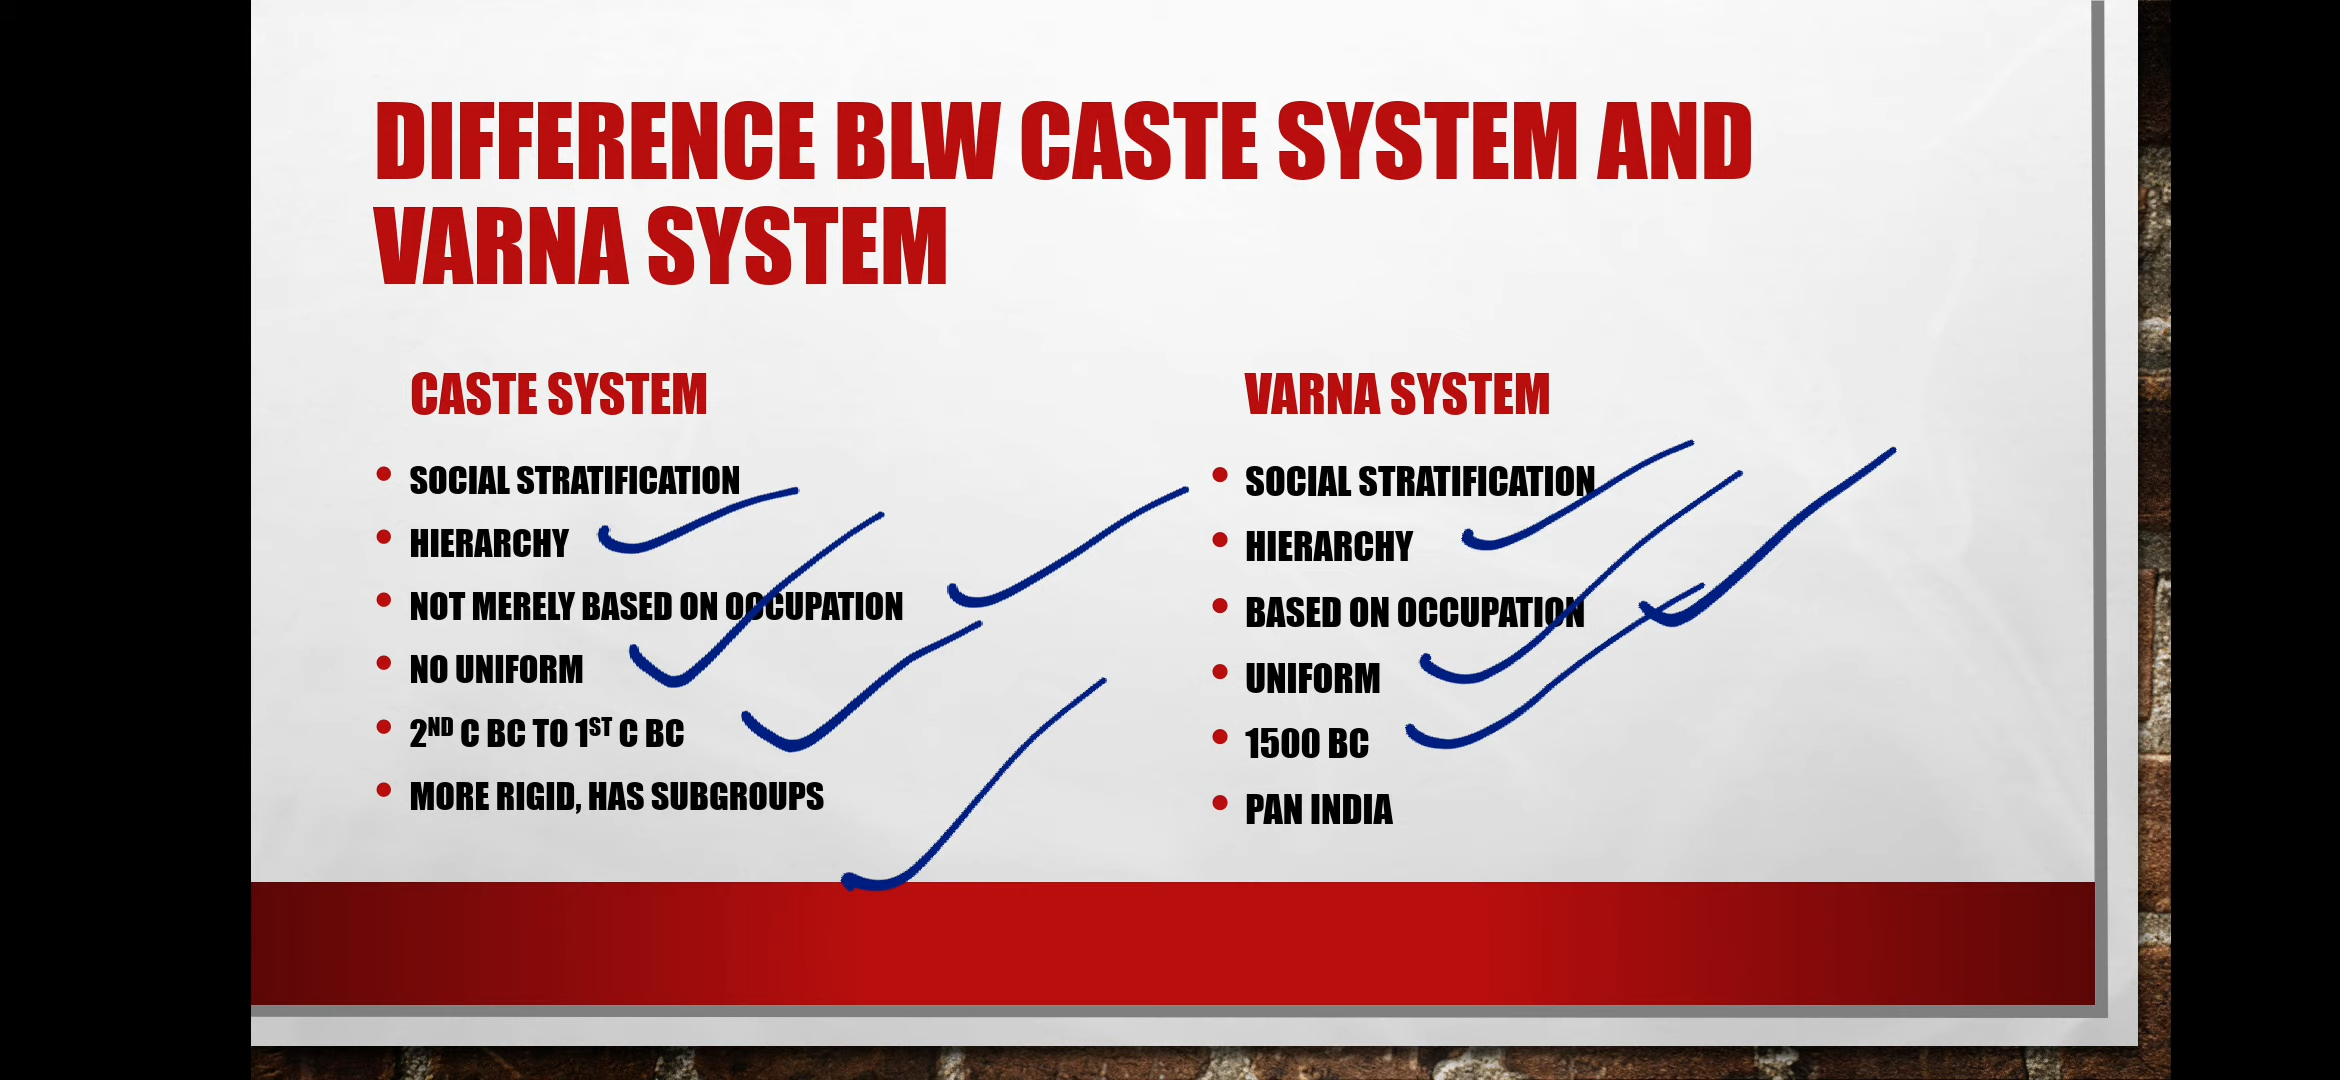 DIFFERENCE BLW CASTE SYSTEM AND
VARNA SYSTEM
CASTE SYSTEM
• SOCIAL STRATIFICATION
• HIERARCHY
• NOT MERELY BASED ON OCCUPATION
• NO UNIFORM
• 2ND C BC TO 1ST C BC
• MORE RIGID, HAS SUBGROUPS
VARNA SYSTEM
• SOCIAL STRATIFICATION
• HIERARCHY
• BASED ON OCCUPATION
• UNIFORM
• 1500 BC
• PAN INDIA